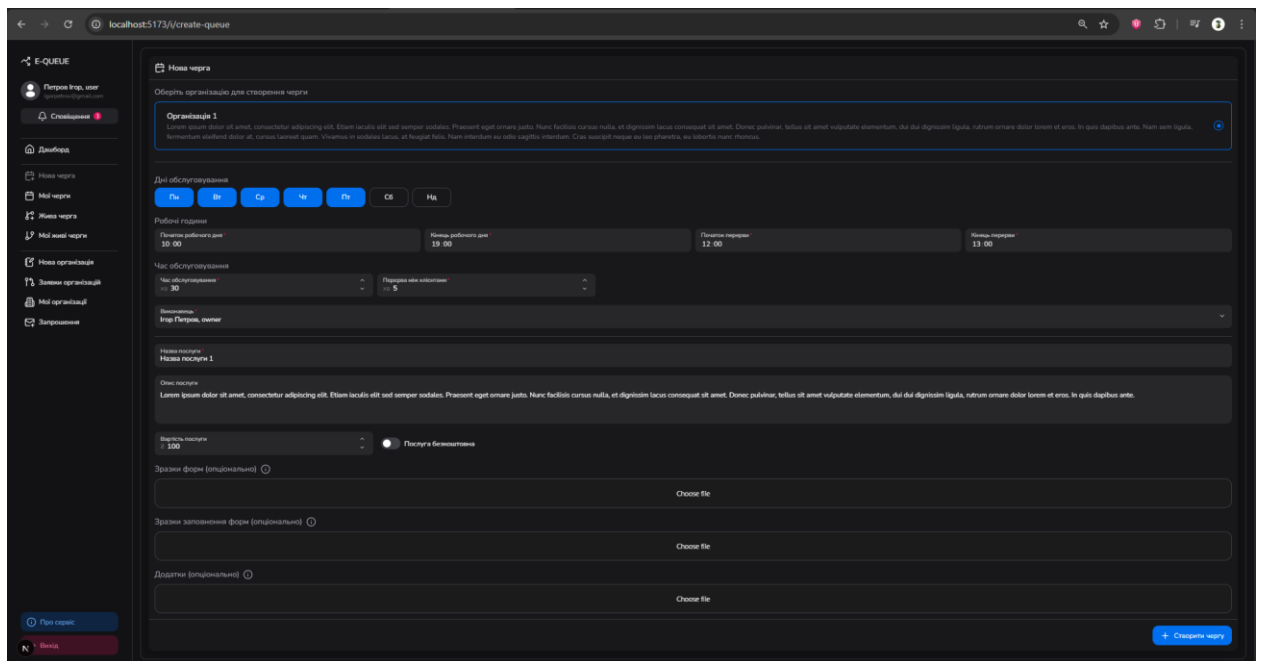 localhost:5173/i/create-queue
E-QUEUE
Петров Ігор, user
igorpetrov@gmail.com
Сповіщення
Дашборд
Нова черга
Мої черги
Жива черга
Мої живі черги
Нова організація
Заявки організацій
Мої організації
Запрошення
Про сервіс
Вихід
Нова черга
Оберіть організацію для створення черги
Організація 1
Lorem ipsum dolor sit amet, consectetur adipiscing elit. Etiam iaculis elit sed semper sodales. Praesent eget ornare justo. Nunc facilisis cursus nulla, et dignissim lacus consequat sit amet. Donec pulvinar, tellus sit amet vulputate elementum, dui dui dignissim ligula, rutrum ornare dolor lorem et eros. In quis dapibus ante. Nam sem ligula,
fermentum eleifend dolor at, cursus laoreet quam. Vivamus in sodales lacus, at feugiat felis. Nam interdum eu odio sagittis interdum. Cras suscipit neque eu leo pharetra, eu lobortis nunc rhoncus.
Дні обслуговування
Пн Вт Ср Чт Пт Сб Нд
Робочі години
Початок робочого дня* Кінець робочого дня* Початок перерви* Кінець перерви*
10:00 19:00 12:00 13:00
Час обслуговування
Час обслуговування* Перерва між клієнтами*
хв 30 хв 5
Виконавець*
Ігор Петров, owner
Назва послуги*
Назва послуги 1
Опис послуги
Lorem ipsum dolor sit amet, consectetur adipiscing elit. Etiam iaculis elit sed semper sodales. Praesent eget ornare justo. Nunc facilisis cursus nulla, et dignissim lacus consequat sit amet. Donec pulvinar, tellus sit amet vulputate elementum, dui dui dignissim ligula, rutrum ornare dolor lorem et eros. In quis dapibus ante.
Вартість послуги
₴ 100 Послуга безкоштовна
Зразки форм (опціонально)
Choose file
Зразки заповнення форм (опціонально)
Choose file
Додатки (опціонально)
Choose file
+ Створити чергу
N